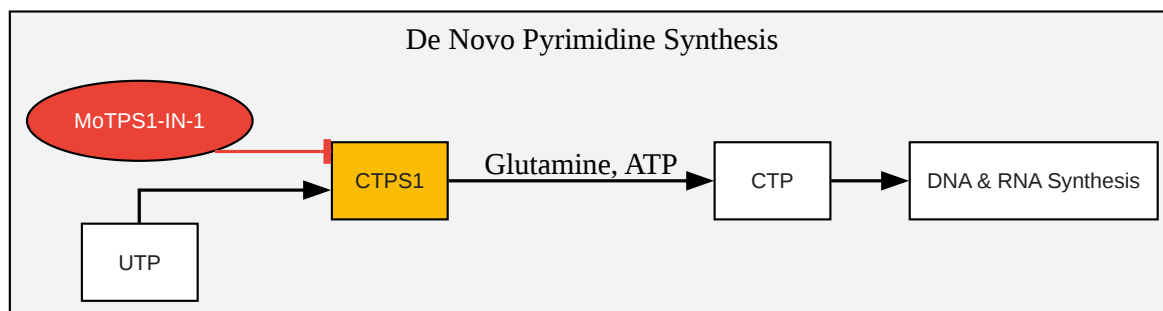 De Novo Pyrimidine Synthesis
MoTPS1-IN-1
CTPS1
Glutamine, ATP
CTP
DNA & RNA Synthesis
UTP